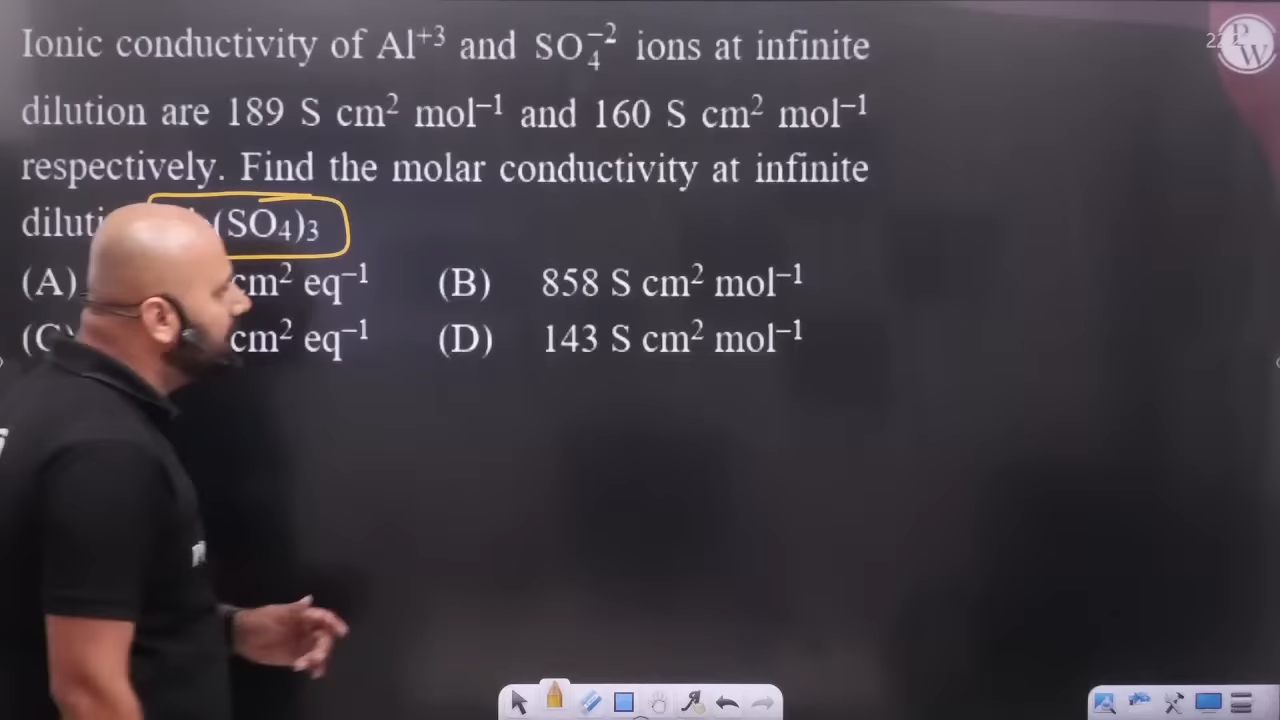 Ionic conductivity of Al⁺³ and SO₄⁻² ions at infinite
dilution are 189 S cm² mol⁻¹ and 160 S cm² mol⁻¹
respectively. Find the molar conductivity at infinite
(SO₄)₃
(A) cm² eq⁻¹ (B) 858 S cm² mol⁻¹
cm² eq⁻¹ (D) 143 S cm² mol⁻¹
PW